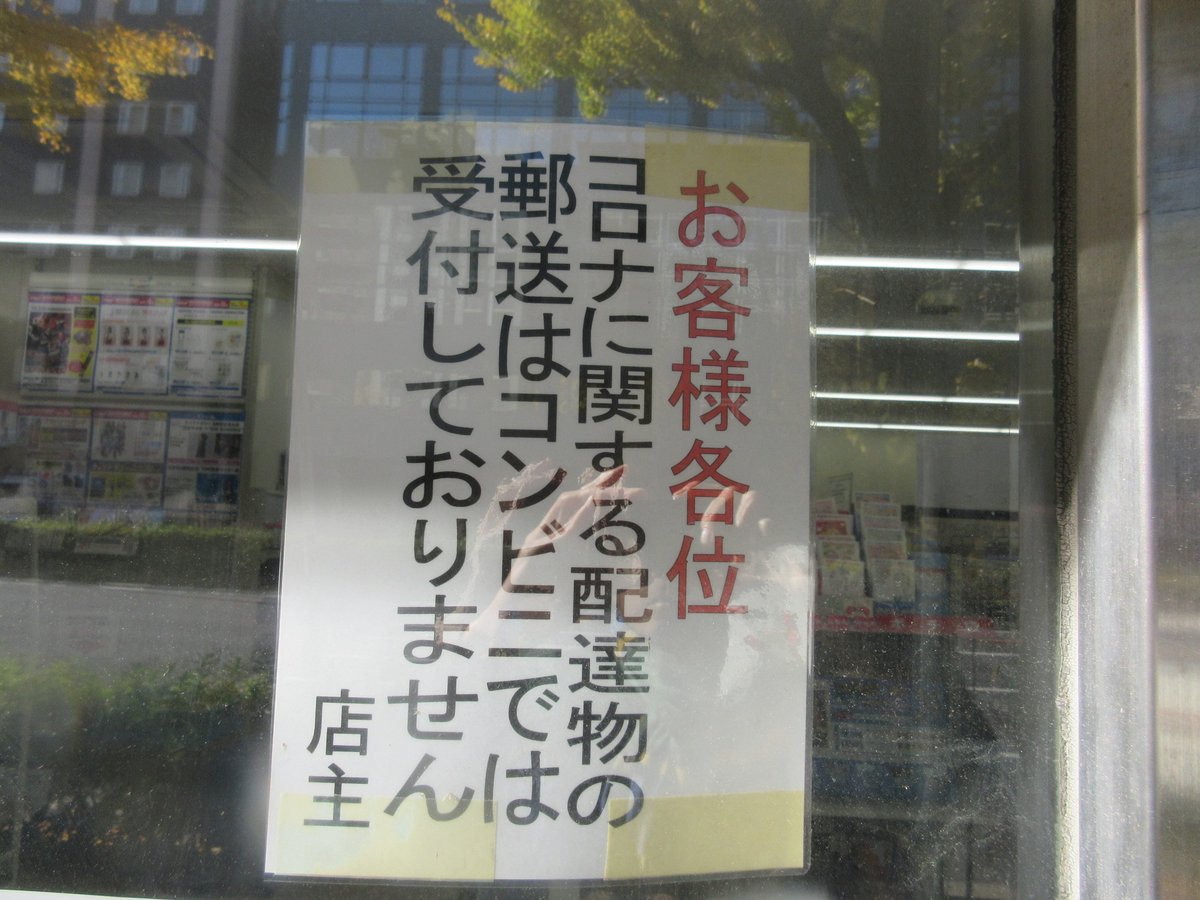 お客様各位
コロナに関する配達物の
郵送はコンビニでは
受付しておりません
店主